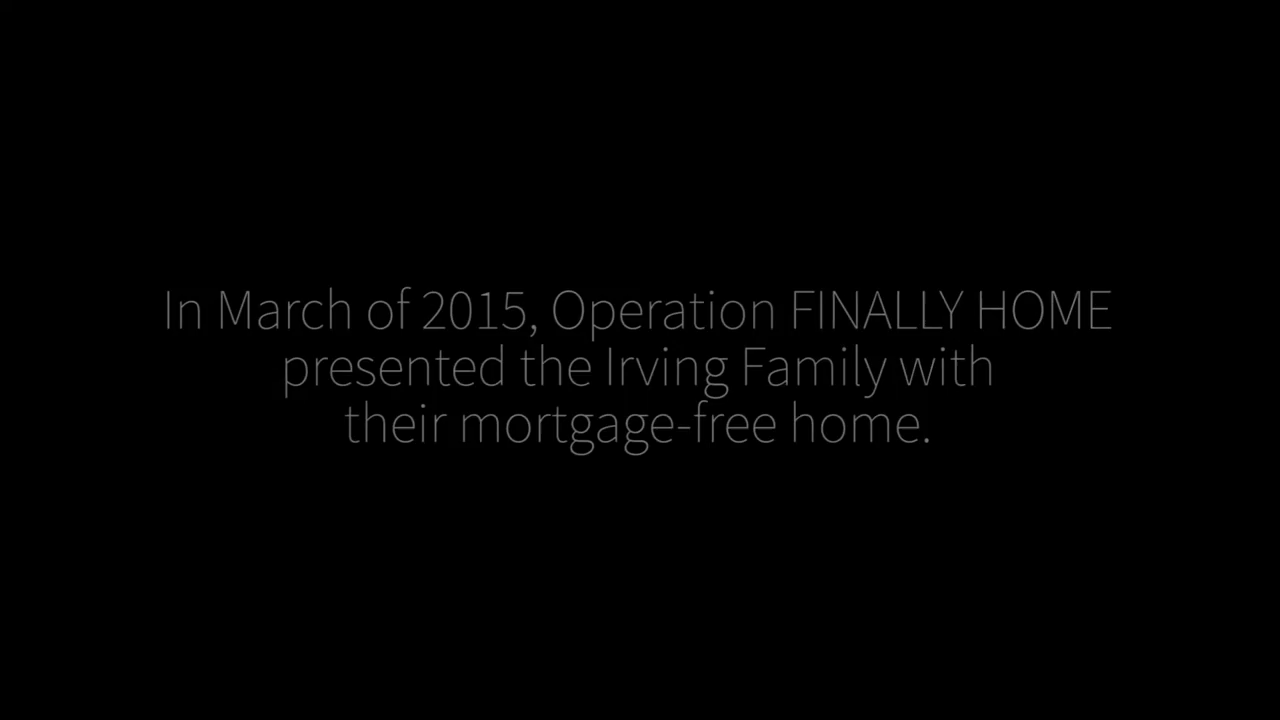 In March of 2015, Operation FINALLY HOME
presented the Irving Family with
their mortgage-free home.